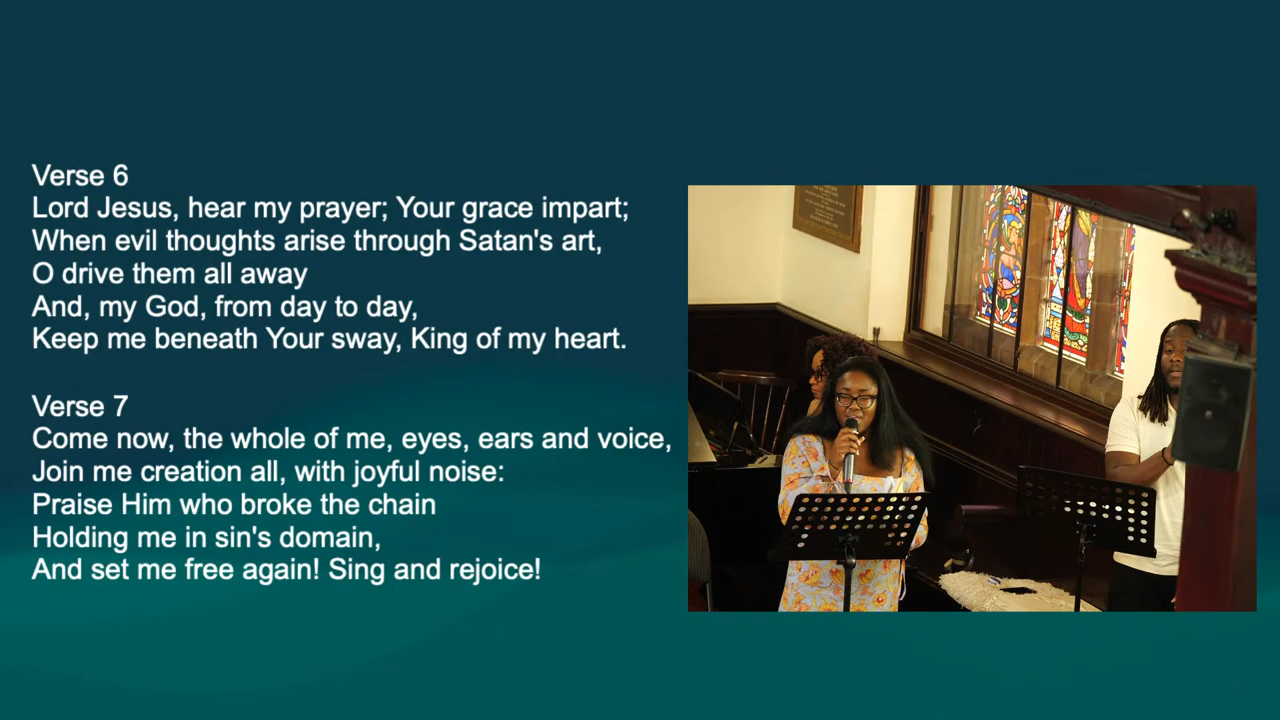 Verse 6
Lord Jesus, hear my prayer; Your grace impart;
When evil thoughts arise through Satan's art,
O drive them all away
And, my God, from day to day,
Keep me beneath Your sway, King of my heart.
Verse 7
Come now, the whole of me, eyes, ears and voice,
Join me creation all, with joyful noise:
Praise Him who broke the chain
Holding me in sin's domain,
And set me free again! Sing and rejoice!